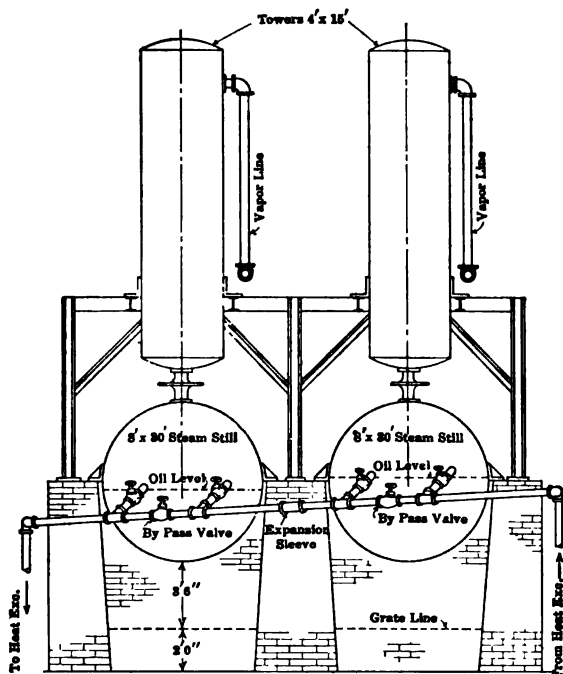 Towers 4' x 15'
Vapor Line
Vapor Line
8' x 30' Steam Still
8' x 30' Steam Still
Oil Level
Oil Level
By Pass Valve
Expansion
Sleeve
By Pass Valve
3'6"
Grate Line
2'0"
To Heat Exc.
From Heat Exc.